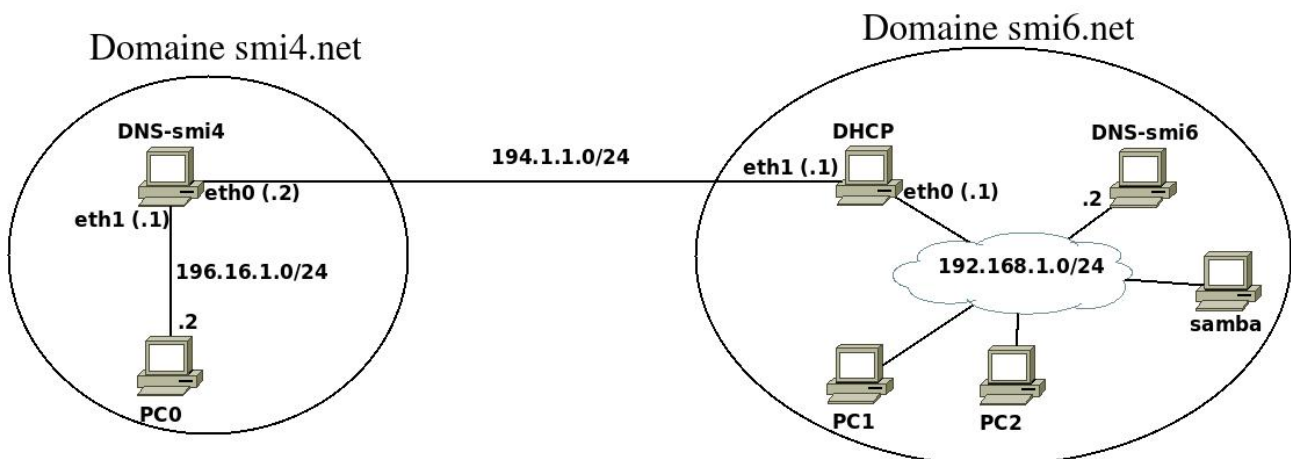 Domaine smi4.net
Domaine smi6.net
DNS-smi4
DHCP
DNS-smi6
194.1.1.0/24
eth1 (.1)
eth0 (.2)
eth0 (.1)
.2
eth1 (.1)
196.16.1.0/24
192.168.1.0/24
.2
samba
PC0
PC1
PC2